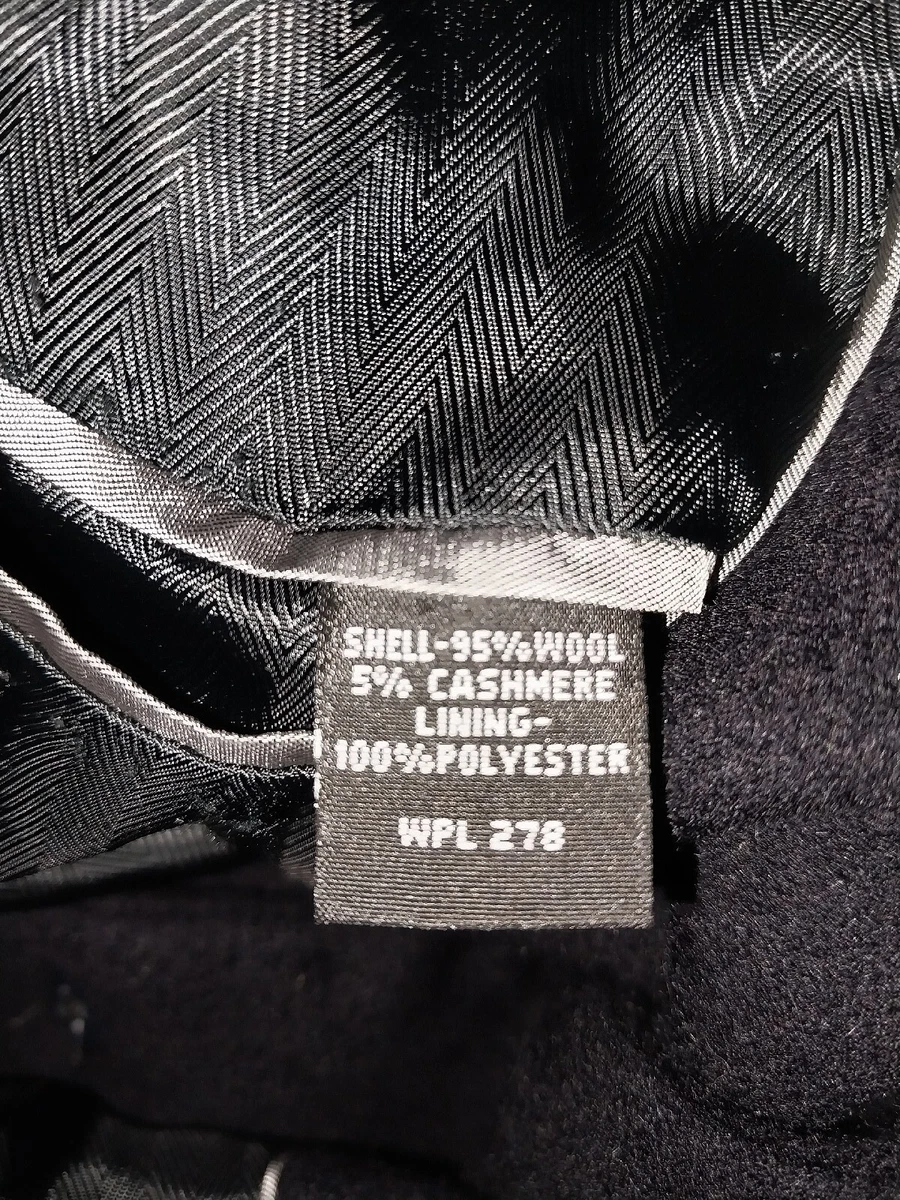 SHELL-95%WOOL
5% CASHMERE
LINING-
100%POLYESTER
WPL 278